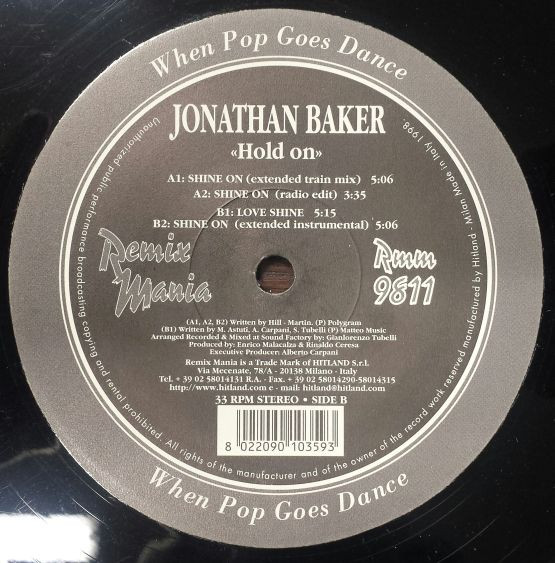 When Pop Goes Dance
Unauthorized public performance broadcasting copying and rental prohibited. All rights of the manufacturer and of the owner of the record work reserved manufactured by Hitland - Milan Made in Italy 1998
JONATHAN BAKER
«Hold on»
A1: SHINE ON (extended train mix) 5:06
A2: SHINE ON (radio edit) 3:35
B1: LOVE SHINE 5:15
B2: SHINE ON (extended instrumental) 5:06
Remix
Mania
Rmm
9811
(A1, A2, B2) Written by Hill - Martin. (P) Polygram
(B1) Written by M. Astuti, A. Carpani, S. Tubelli (P) Matteo Music
Arranged Recorded & Mixed at Sound Factory by: Gianlorenzo Tubelli
Produced by: Enrico Malacalza & Rinaldo Ceresa
Executive Producer: Alberto Carpani
Remix Mania is a Trade Mark of HITLAND S.r.l.
Via Mecenate, 78/A - 20138 Milano - Italy
Tel. + 39 02 58014131 R.A. - Fax. + 39 02 58014290-58014315
http://www.hitland.com e - mail: hitland@hitland.com
33 RPM STEREO • SIDE B
8 022090 103593
When Pop Goes Dance